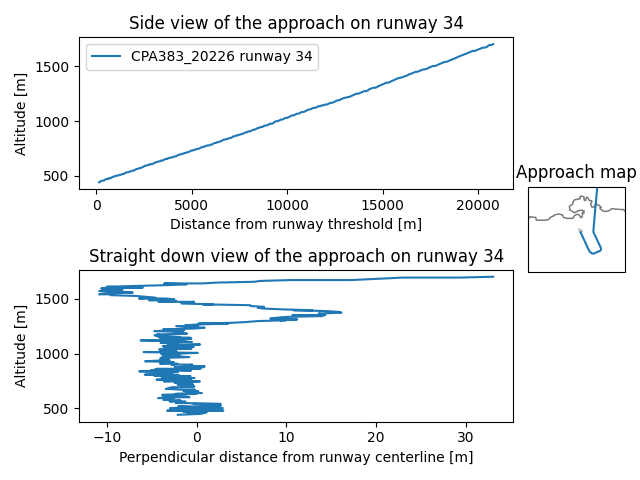 Side view of the approach on runway 34
CPA383_20226 runway 34
Altitude [m]
1500
1000
500
0
5000
10000
15000
20000
Distance from runway threshold [m]
Approach map
Straight down view of the approach on runway 34
Altitude [m]
1500
1000
500
−10
0
10
20
30
Perpendicular distance from runway centerline [m]